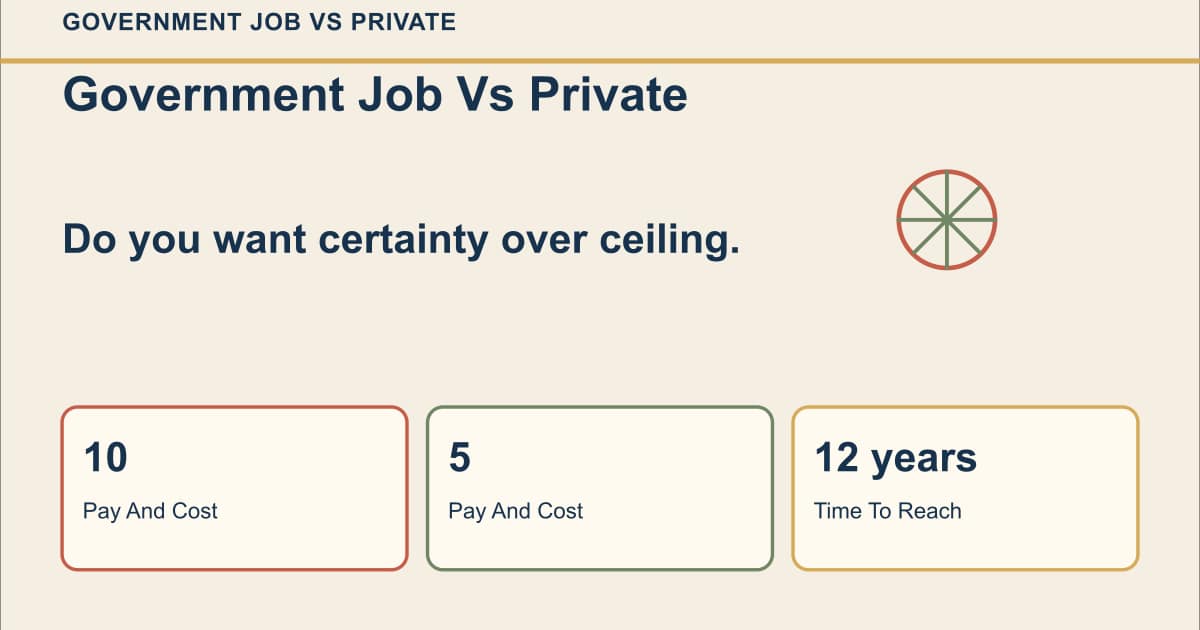 GOVERNMENT JOB VS PRIVATE
Government Job Vs Private
Do you want certainty over ceiling.
10
Pay And Cost
5
Pay And Cost
12 years
Time To Reach